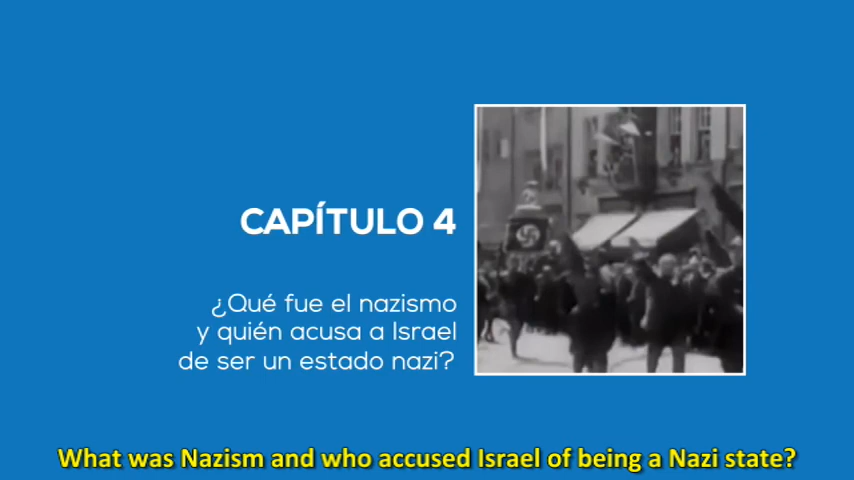 CAPÍTULO 4
¿Qué fue el nazismo
y quién acusa a Israel
de ser un estado nazi?
What was Nazism and who accused Israel of being a Nazi state?